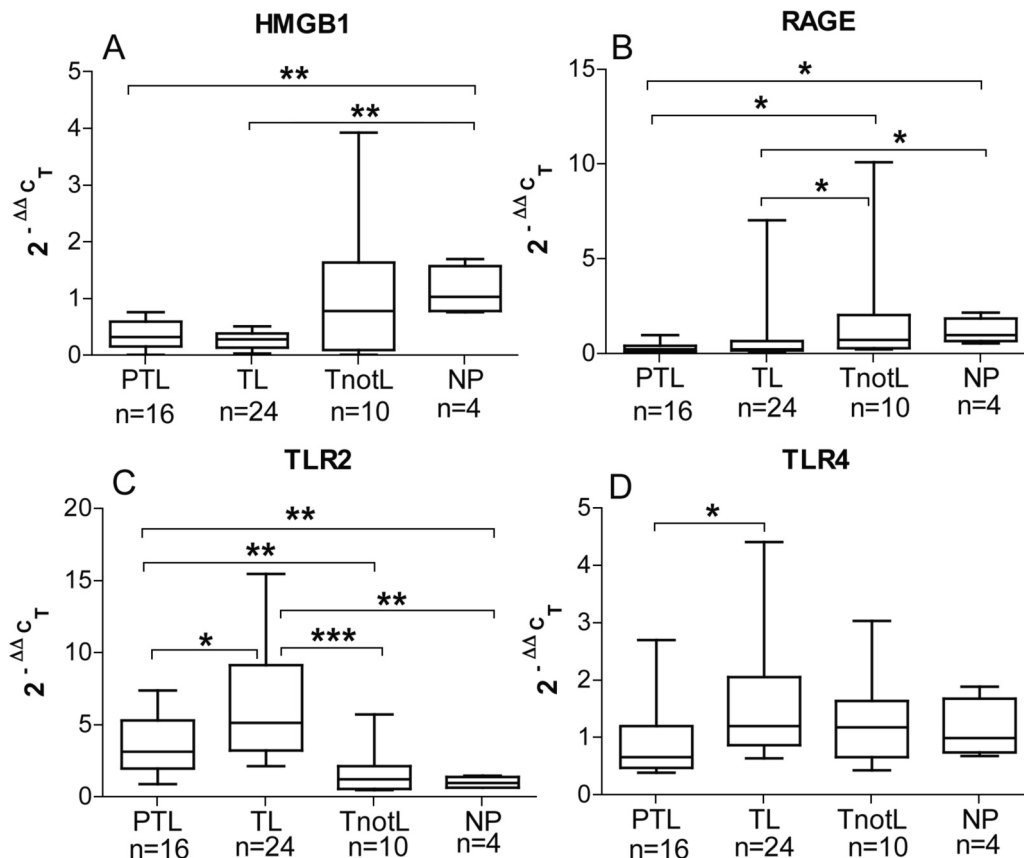 A
HMGB1
5
4
3
2
1
0
2 - ΔΔ C T
**
**
PTL TL TnotL NP
n=16 n=24 n=10 n=4
B
RAGE
15
10
5
0
2 - ΔΔ C T
*
*
*
*
PTL TL TnotL NP
n=16 n=24 n=10 n=4
C
TLR2
20
15
10
5
0
2 - ΔΔ C T
**
**
**
***
*
PTL TL TnotL NP
n=16 n=24 n=10 n=4
D
TLR4
5
4
3
2
1
0
2 - ΔΔ C T
*
PTL TL TnotL NP
n=16 n=24 n=10 n=4